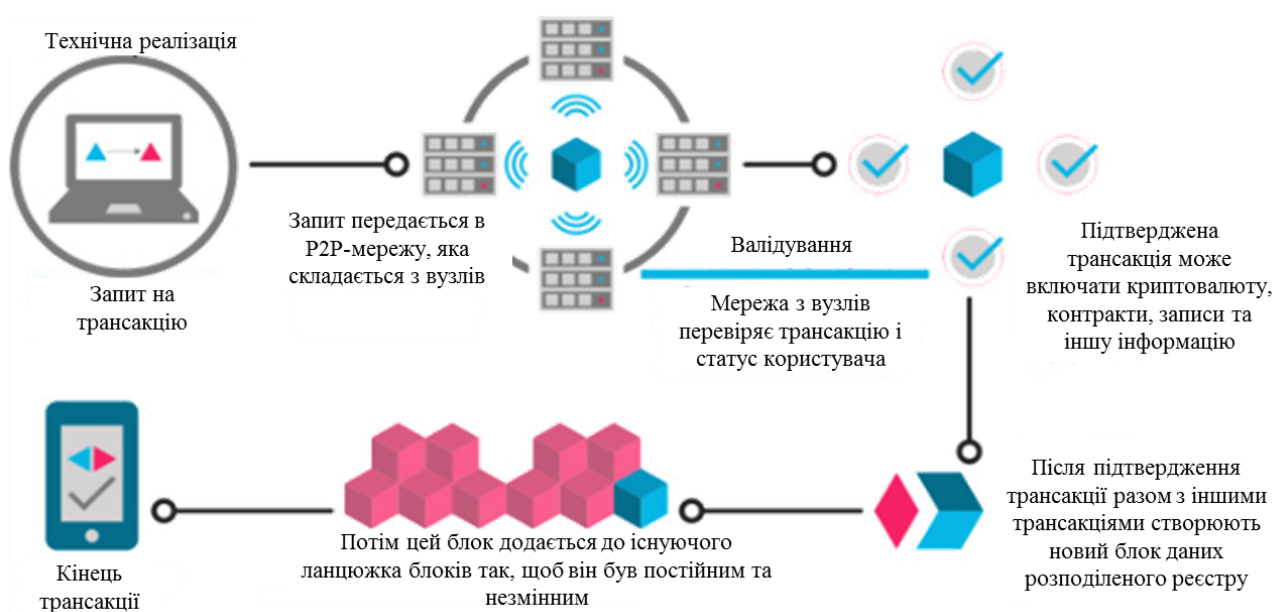 Технічна реалізація
Запит на
трансакцію
Запит передається в
P2P-мережу, яка
складається з вузлів
Валідування
Мережа з вузлів
перевіряє трансакцію і
статус користувача
Підтверджена
трансакція може
включати криптовалюту,
контракти, записи та
іншу інформацію
Після підтвердження
трансакції разом з іншими
трансакціями створюють
новий блок даних
розподіленого реєстру
Потім цей блок додається до існуючого
ланцюжка блоків так, щоб він був постійним та
незмінним
Кінець
трансакції